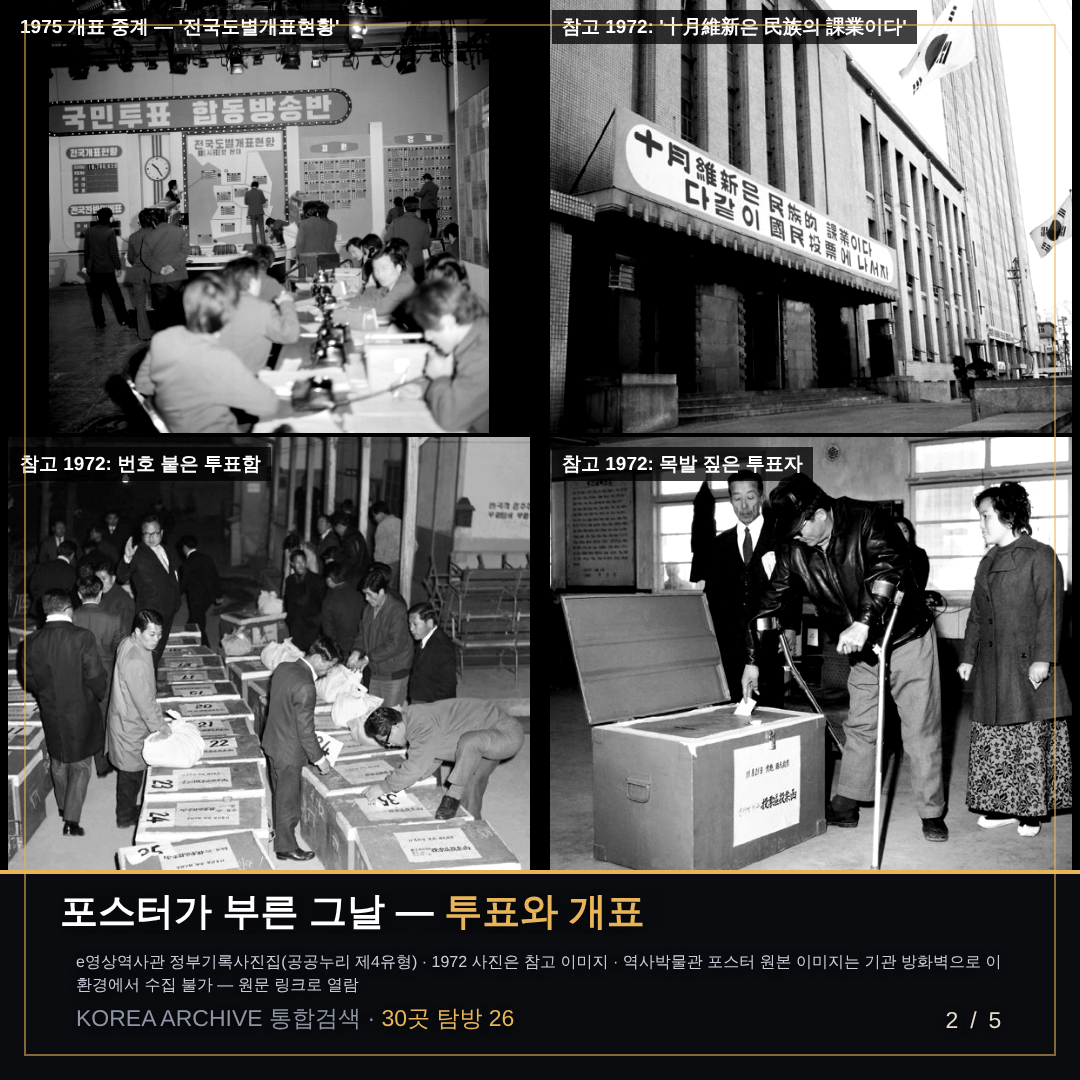 1975 개표 중계 — '전국도별개표현황'
국민투표 합동방송반
전국개표현황
전국도별개표현황
참고 1972: '十月維新은 民族의 課業이다'
十月維新은 民族的 課業이다
다같이 國民投票에 나서자
참고 1972: 번호 붙은 투표함
20
21
22
23
24
참고 1972: 목발 짚은 투표자
포스터가 부른 그날 — 투표와 개표
e영상역사관 정부기록사진집(공공누리 제4유형) · 1972 사진은 참고 이미지 · 역사박물관 포스터 원본 이미지는 기관 방화벽으로 이
환경에서 수집 불가 — 원문 링크로 열람
KOREA ARCHIVE 통합검색 · 30곳 탐방 26
2 / 5